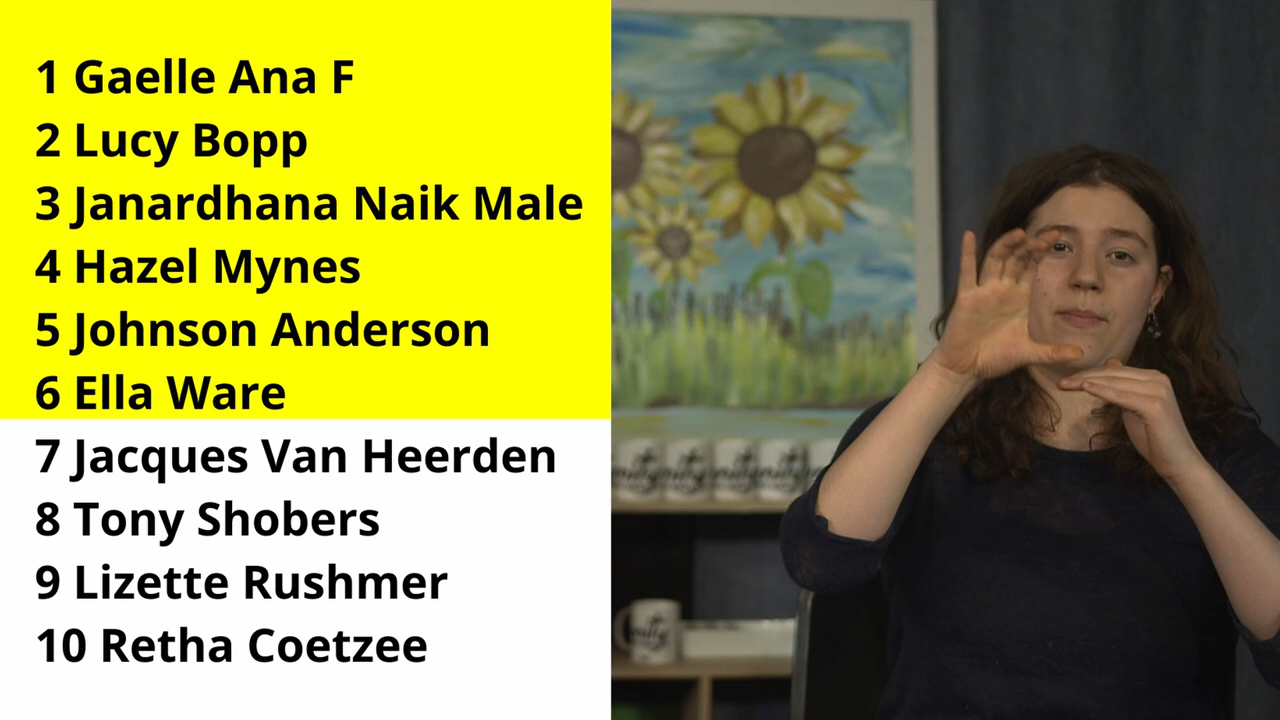 1 Gaelle Ana F
2 Lucy Bopp
3 Janardhana Naik Male
4 Hazel Mynes
5 Johnson Anderson
6 Ella Ware
7 Jacques Van Heerden
8 Tony Shobers
9 Lizette Rushmer
10 Retha Coetzee